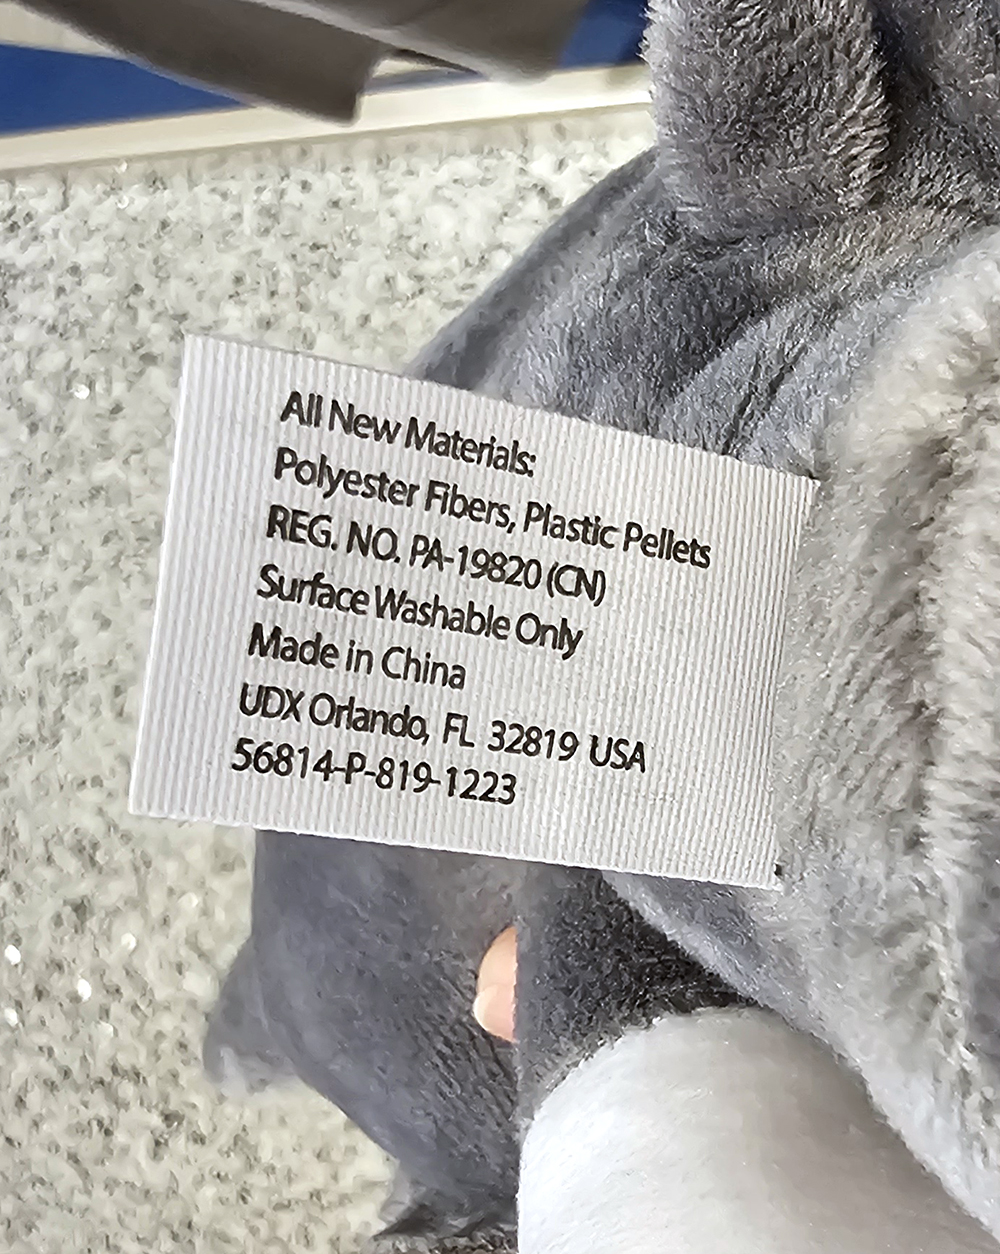 All New Materials:
Polyester Fibers, Plastic Pellets
REG. NO. PA-19820 (CN)
Surface Washable Only
Made in China
UDX Orlando, FL 32819 USA
56814-P-819-1223